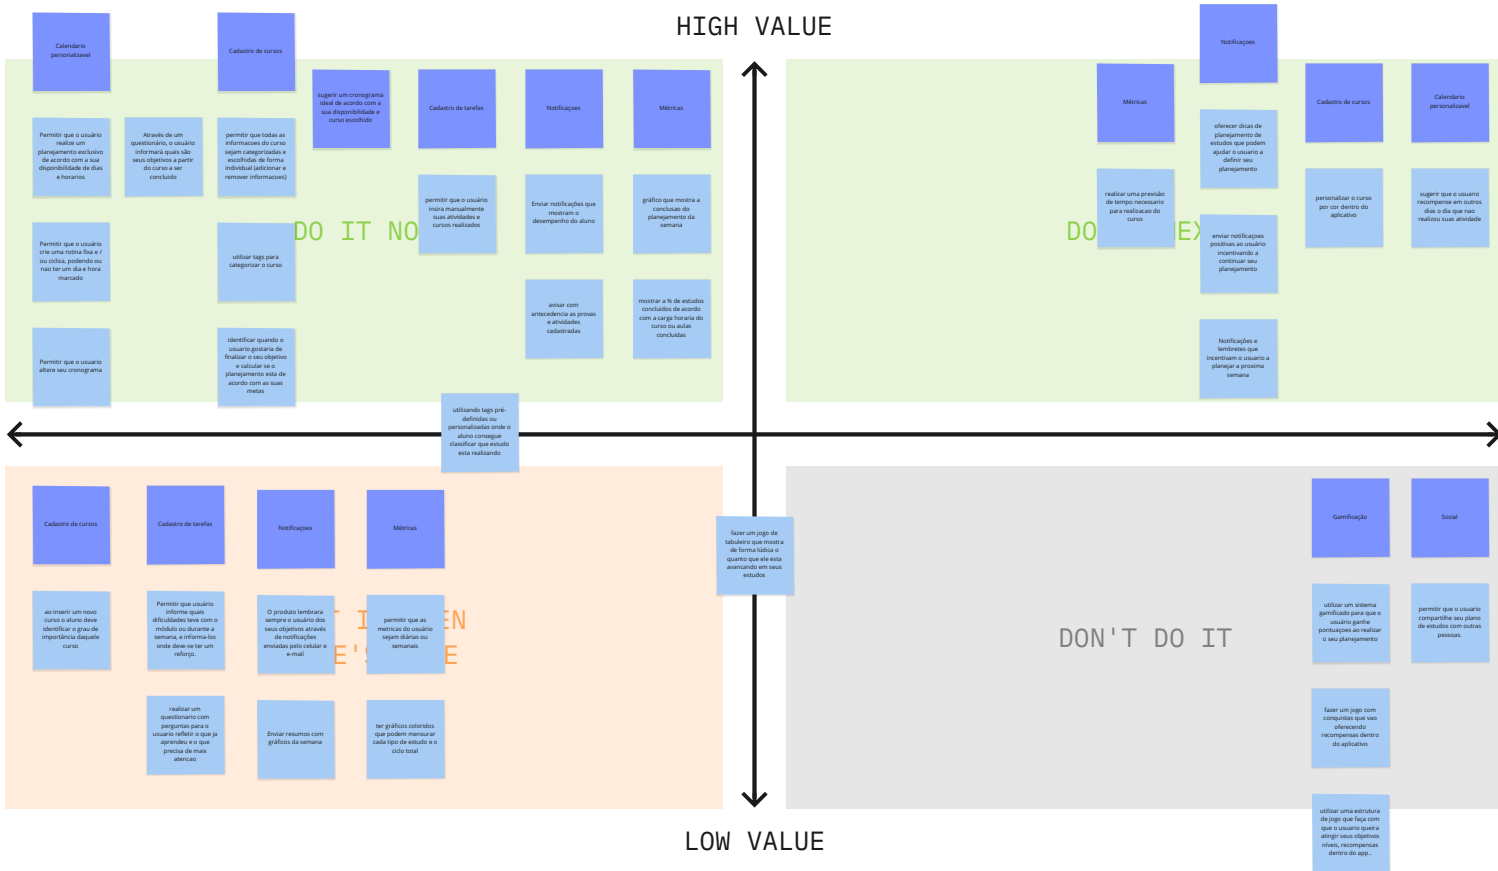 HIGH VALUE
Calendario
personalizavel
Permitir que o usuário
realize um
planejamento exclusivo
de acordo com a sua
disponibilidade de dias
e horarios
Através de um
questionário, o usuário
informará quais são
seus objetivos a partir
do curso a ser
concluido
Permitir que o usuário
crie uma rotina fixa e /
ou ciclica, podendo ou
nao ter um dia e hora
marcado
Permitir que o usuario
altere seu cronograma
Cadastro de cursos
permitir que todas as
informacoes do curso
sejam categorizadas e
escolhidas de forma
individual (adicionar e
remover informacoes)
utilizar tags para
categorizar o curso
identificar quando o
usuario gostaria de
finalizar o seu objetivo
e calcular se o
planejamento esta de
acordo com as suas
metas
sugerir um cronograma
ideal de acordo com a
sua disponibilidade e
curso escolhido
DO IT NO
Cadastro de tarefas
permitir que o usuário
insira manualmente
suas atividades e
cursos realizados
Notificaçoes
Enviar notificações que
mostram o
desempenho do aluno
avisar com
antecedencia as provas
e atividades
cadastradas
Métricas
gráfico que mostra a
conclusao do
planejamento da
semana
mostrar a % de estudos
concluidos de acordo
com a carga horaria do
curso ou aulas
concluidas
utilizando tags pré-
definidas ou
personalizadas onde o
aluno consegue
classificar que estudo
esta realizando
DO
EX
Métricas
realizar uma previsão
de tempo necessario
para realizacao do
curso
Notificaçoes
oferecer dicas de
planejamento de
estudos que podem
ajudar o usuario a
definir seu
planejamento
enviar notificaçoes
positivas ao usuário
incentivando a
continuar seu
planejamento
Notificações e
lembretes que
incentivam o usuario a
planejar a proxima
semana
Cadastro de cursos
personalizar o curso
por cor dentro do
aplicativo
Calendario
personalizavel
sugerir que o usuario
recompense em outros
dias o dia que nao
realizou sua atividade
Cadastro de cursos
ao inserir um novo
curso o aluno deve
identificar o grau de
importância daquele
curso
Cadastro de tarefas
Permitir que usuário
informe quais
dificuldades teve com o
módulo ou durante a
semana, e informa-los
onde deve-se ter um
reforço.
realizar um
questionario com
perguntas para o
usuario refletir o que ja
aprendeu e o que
precisa de mais
atencao
Notificaçoes
O produto lembrara
sempre o usuário dos
seus objetivos através
de notificações
enviadas pelo celular e
e-mail
Enviar resumos com
gráficos da semana
Métricas
permitir que as
metricas do usuário
sejam diárias ou
semanais
ter gráficos coloridos
que podem mensurar
cada tipo de estudo e o
ciclo total
EN
E'S
E
fazer um jogo de
tabuleiro que mostra
de forma lúdica o
quanto que ele esta
avancando em seus
estudos
DON'T DO IT
Gamificação
utilizar um sistema
gamificado para que o
usuário ganhe
pontuaçoes ao realizar
o seu planejamento
fazer um jogo com
conquistas que vao
oferecendo
recompensas dentro
do aplicativo
utilizar uma estrutura
de jogo que faça com
que o usuario queira
atingir seus objetivos
niveis, recompensas
dentro do app..
Social
permitir que o usuario
compartilhe seu plano
de estudos com outras
pessoas.
LOW VALUE